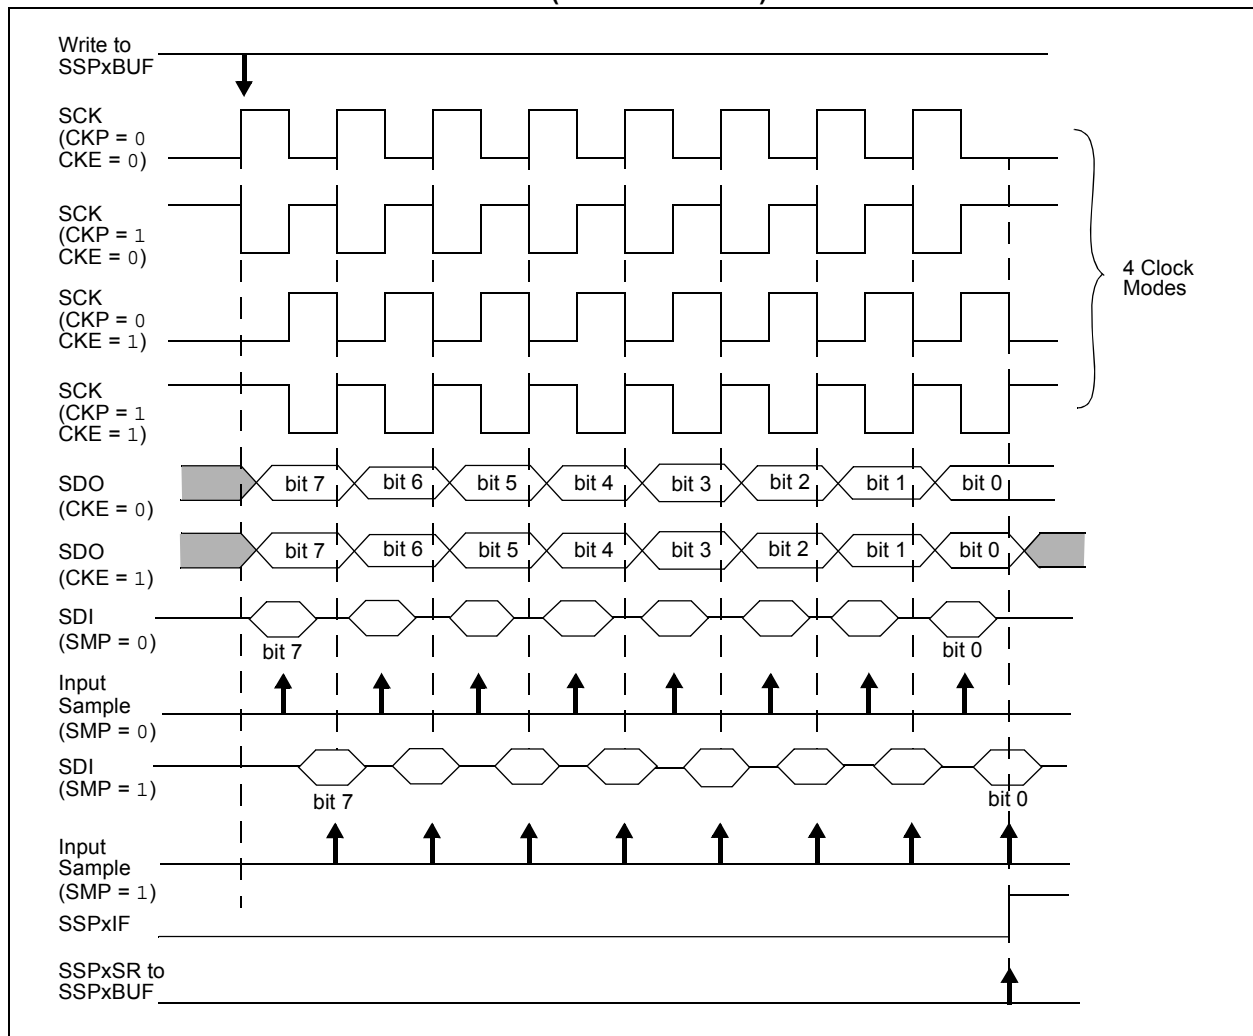 Write to
SSPxBUF
SCK
(CKP = 0
CKE = 0)
SCK
(CKP = 1
CKE = 0)
SCK
(CKP = 0
CKE = 1)
SCK
(CKP = 1
CKE = 1)
4 Clock
Modes
SDO
(CKE = 0)
bit 7 bit 6 bit 5 bit 4 bit 3 bit 2 bit 1 bit 0
SDO
(CKE = 1)
bit 7 bit 6 bit 5 bit 4 bit 3 bit 2 bit 1 bit 0
SDI
(SMP = 0)
bit 7 bit 0
Input
Sample
(SMP = 0)
SDI
(SMP = 1)
bit 7 bit 0
Input
Sample
(SMP = 1)
SSPxIF
SSPxSR to
SSPxBUF